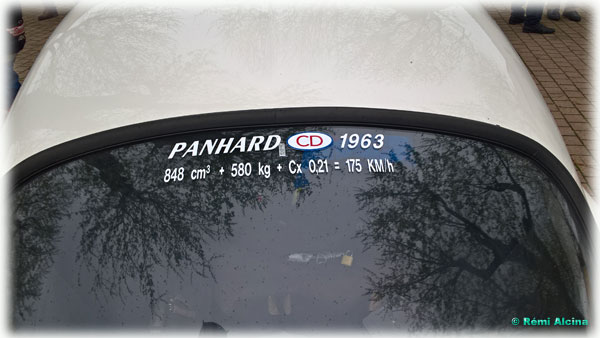 PANHARD CD 1963
848 cm³ + 580 kg + Cx 0,21 = 175 KM/h
© Rémi Alcina